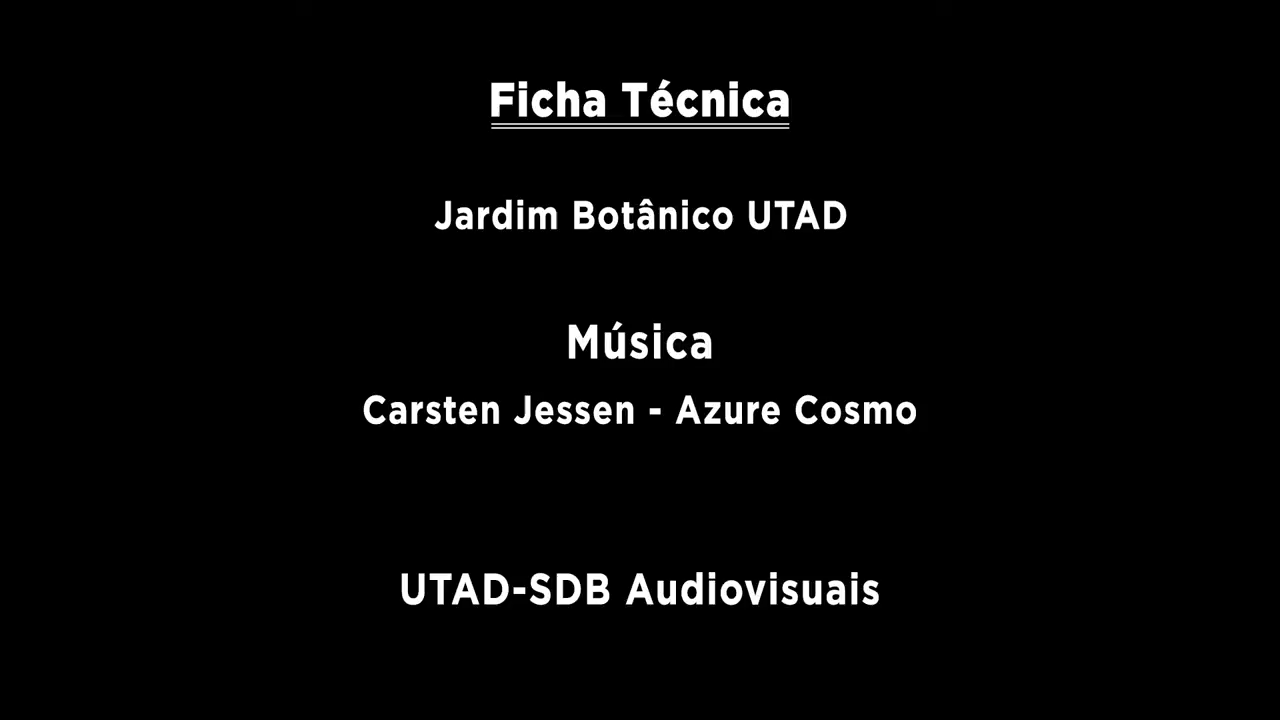 Ficha Técnica
Jardim Botânico UTAD
Música
Carsten Jessen - Azure Cosmo
UTAD-SDB Audiovisuais